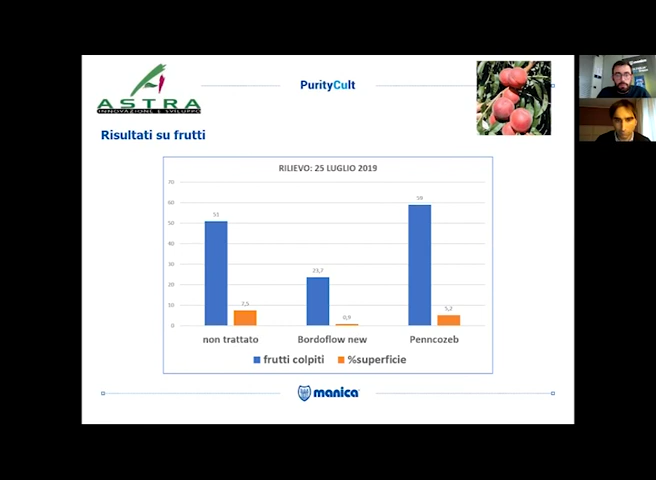 ASTRA
INNOVAZIONE E SVILUPPO
PurityCult
Risultati su frutti
RILIEVO: 25 LUGLIO 2019
70
60
50
40
30
20
10
0
51
7,5
23,7
0,9
59
5,2
non trattato
Bordoflow new
Penncozeb
frutti colpiti
%superficie
manica